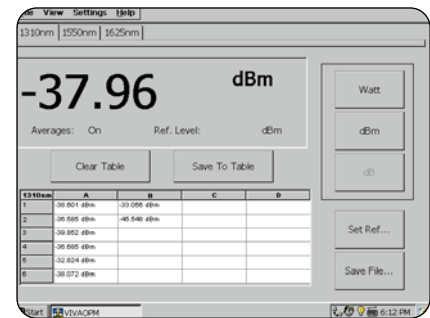 View Settings Help
1310nm 1550nm 1625nm
-37.96 dBm
Averages: On Ref. Level: dBm
Watt
dBm
dB
Clear Table Save To Table
1310nm A B C D
1 -38.601 dBm -33.056 dBm
2 -36.585 dBm -46.548 dBm
3 -39.852 dBm
4 -36.685 dBm
5 -32.824 dBm
6 -38.072 dBm
Set Ref...
Save File...
Start VIVAOPM 6:12 PM